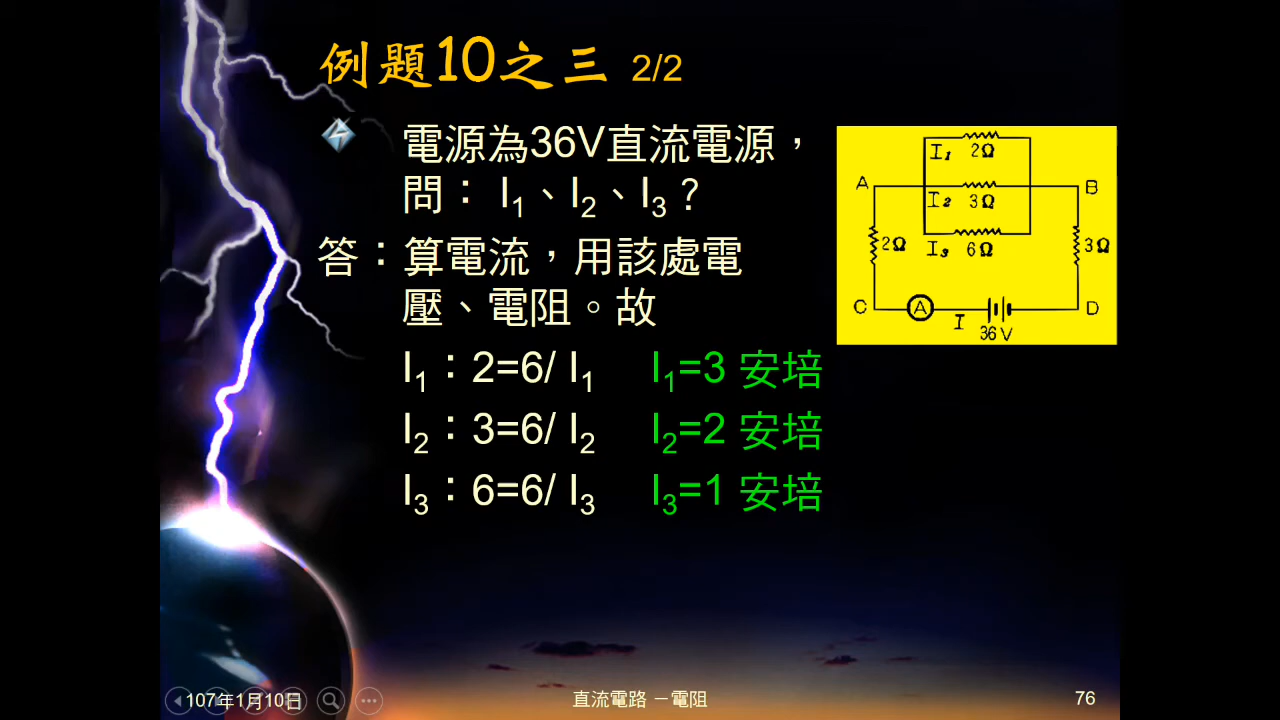 例題10之三 2/2
電源為36V直流電源，
問： I₁、I₂、I₃？
答：算電流，用該處電
壓、電阻。故
I₁：2=6/ I₁ I₁=3 安培
I₂：3=6/ I₂ I₂=2 安培
I₃：6=6/ I₃ I₃=1 安培
I₁ 2Ω
A B
I₂ 3Ω
2Ω 3Ω
I₃ 6Ω
C A D
I
36V
107年1月10日 直流電路 －電阻 76